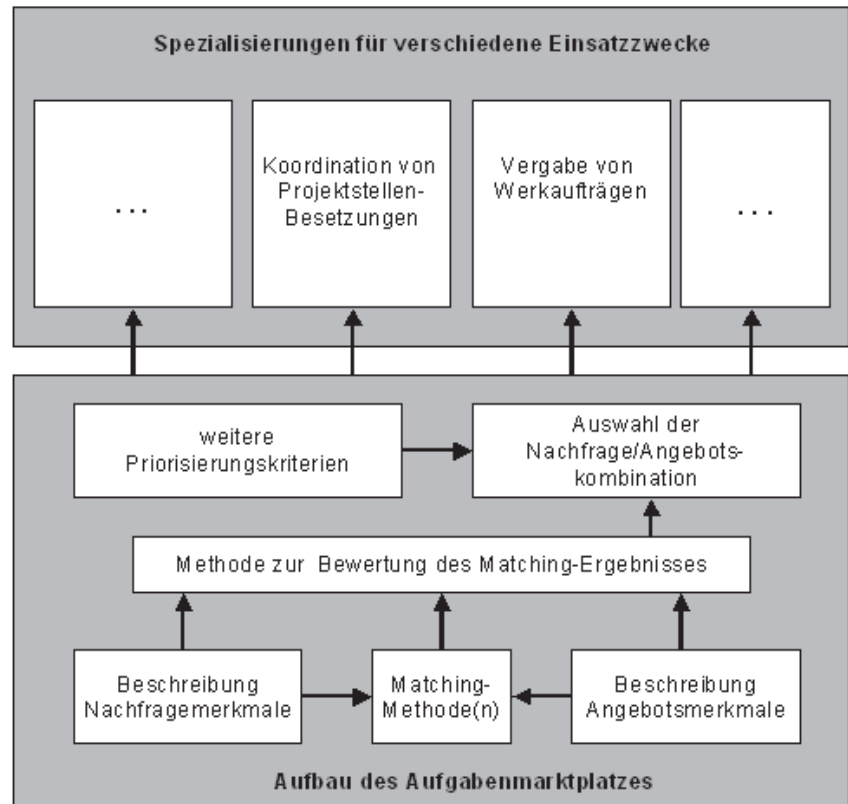 Spezialisierungen für verschiedene Einsatzzwecke
...
Koordination von
Projektstellen-
Besetzungen
Vergabe von
Werkaufträgen
...
weitere
Priorisierungskriterien
Auswahl der
Nachfrage/Angebots-
kombination
Methode zur Bewertung des Matching-Ergebnisses
Beschreibung
Nachfragemerkmale
Matching-
Methode(n)
Beschreibung
Angebotsmerkmale
Aufbau des Aufgabenmarktplatzes